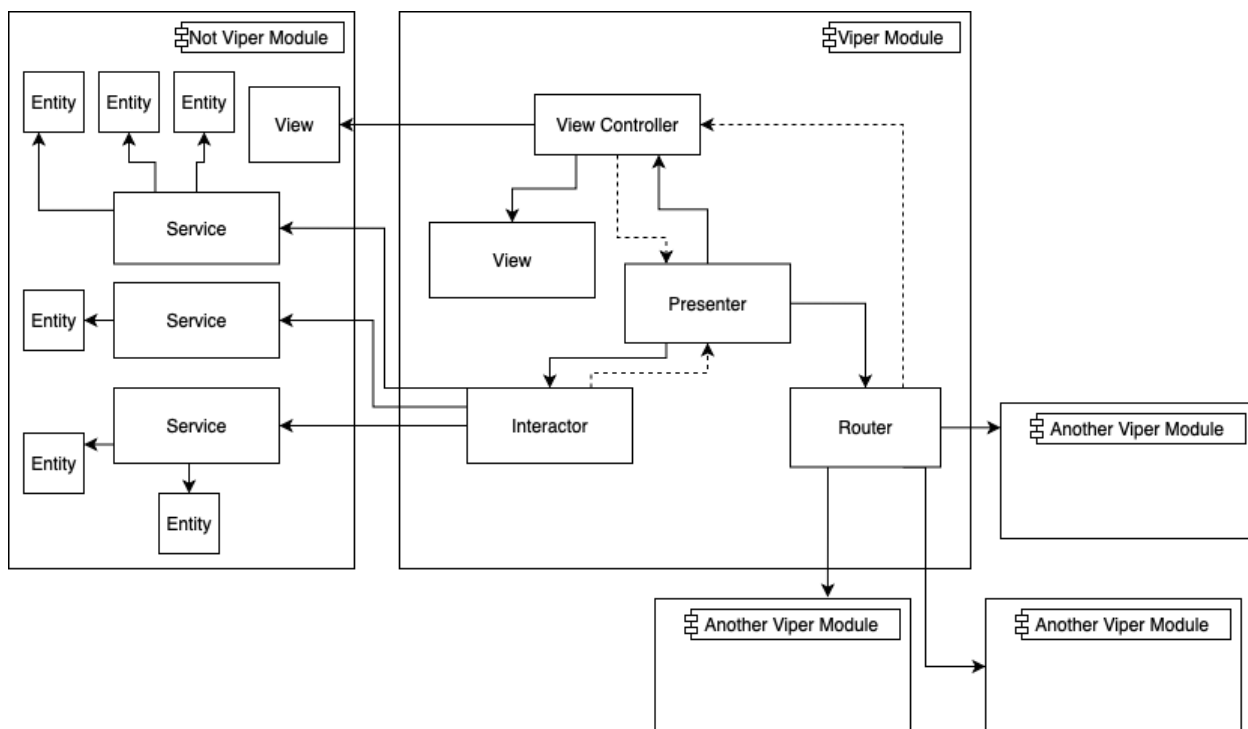 Not Viper Module
Viper Module
Entity
Entity
Entity
View
View Controller
Service
View
Presenter
Entity
Service
Service
Interactor
Router
Another Viper Module
Entity
Entity
Another Viper Module
Another Viper Module